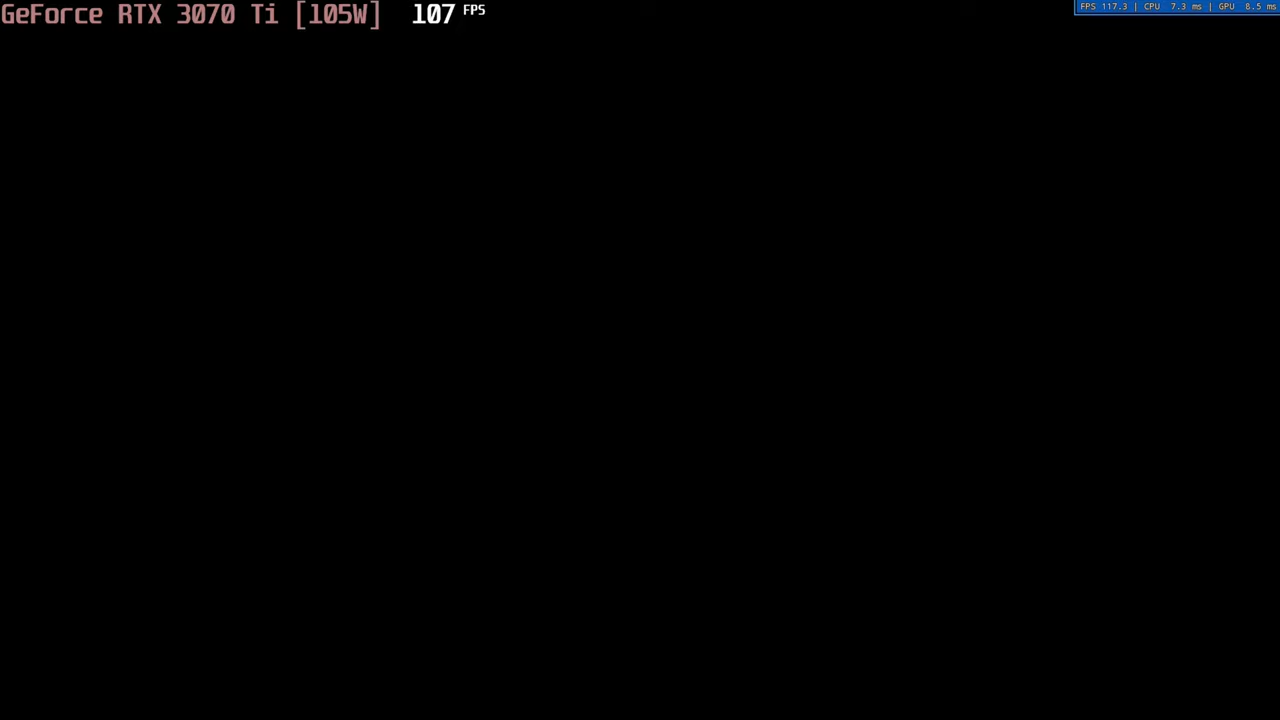 GeForce RTX 3070 Ti [105W] 107 FPS
FPS 117.3 | CPU 7.3 ms | GPU 8.5 ms